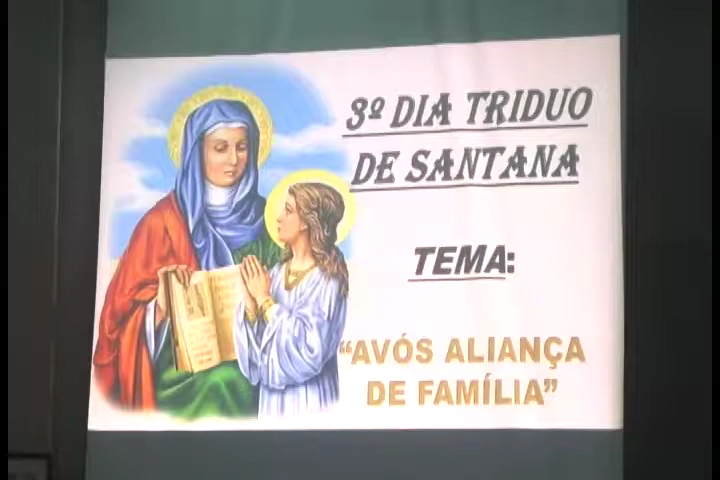 3º DIA TRIDUO
DE SANTANA
TEMA:
“AVÓS ALIANÇA
DE FAMÍLIA”